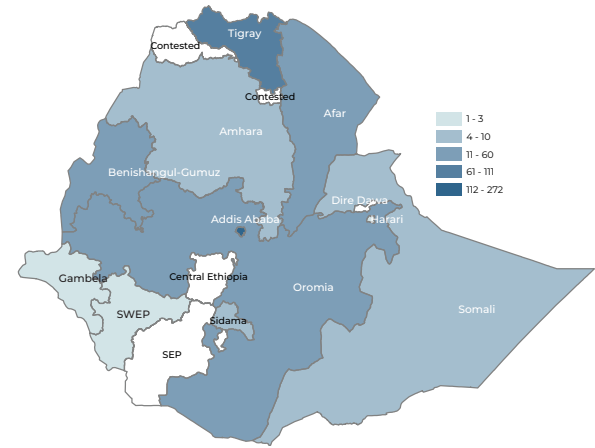 Tigray
Contested
Contested
Afar
Amhara
Benishangul-Gumuz
Dire Dawa
Addis Ababa
Harari
Gambela
Central Ethiopia
Oromia
SWEP
Sidama
Somali
SEP
1 - 3
4 - 10
11 - 60
61 - 111
112 - 272